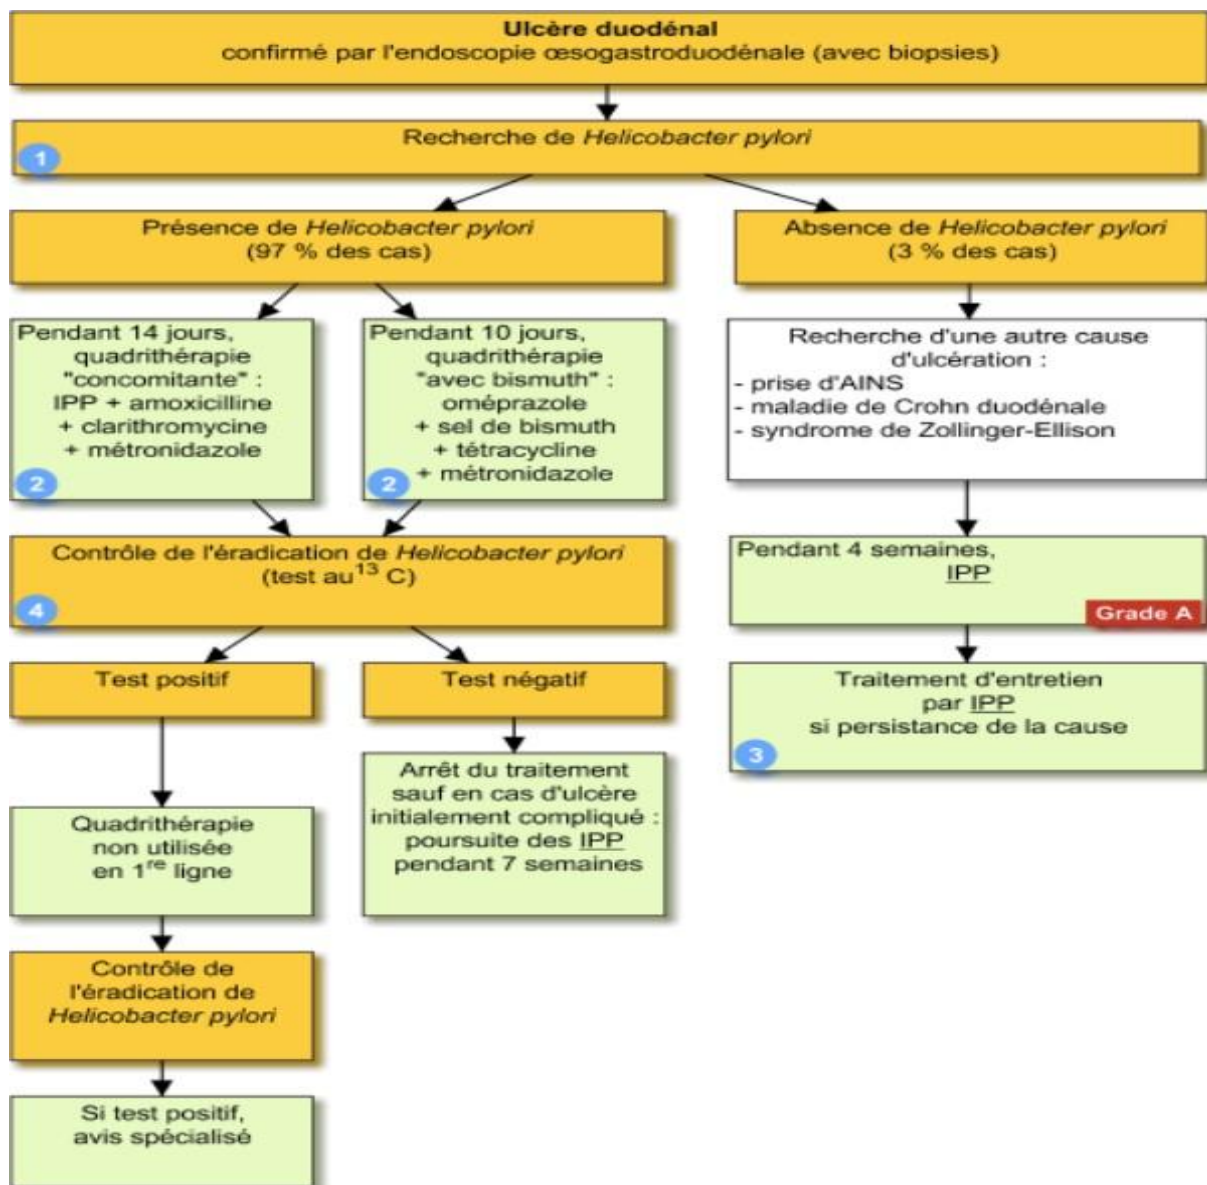 Ulcère duodénal
confirmé par l'endoscopie œsogastroduodénale (avec biopsies)
Recherche de Helicobacter pylori
1
Présence de Helicobacter pylori
(97 % des cas)
Absence de Helicobacter pylori
(3 % des cas)
Pendant 14 jours,
quadrithérapie
"concomitante" :
IPP + amoxicilline
+ clarithromycine
+ métronidazole
2
Pendant 10 jours,
quadrithérapie
"avec bismuth" :
oméprazole
+ sel de bismuth
+ tétracycline
+ métronidazole
2
Recherche d'une autre cause
d'ulcération :
- prise d'AINS
- maladie de Crohn duodénale
- syndrome de Zollinger-Ellison
Contrôle de l'éradication de Helicobacter pylori
(test au 13 C)
4
Pendant 4 semaines,
IPP
Grade A
Test positif
Test négatif
Traitement d'entretien
par IPP
si persistance de la cause
3
Quadrithérapie
non utilisée
en 1re ligne
Arrêt du traitement
sauf en cas d'ulcère
initialement compliqué :
poursuite des IPP
pendant 7 semaines
Contrôle de
l'éradication de
Helicobacter pylori
Si test positif,
avis spécialisé